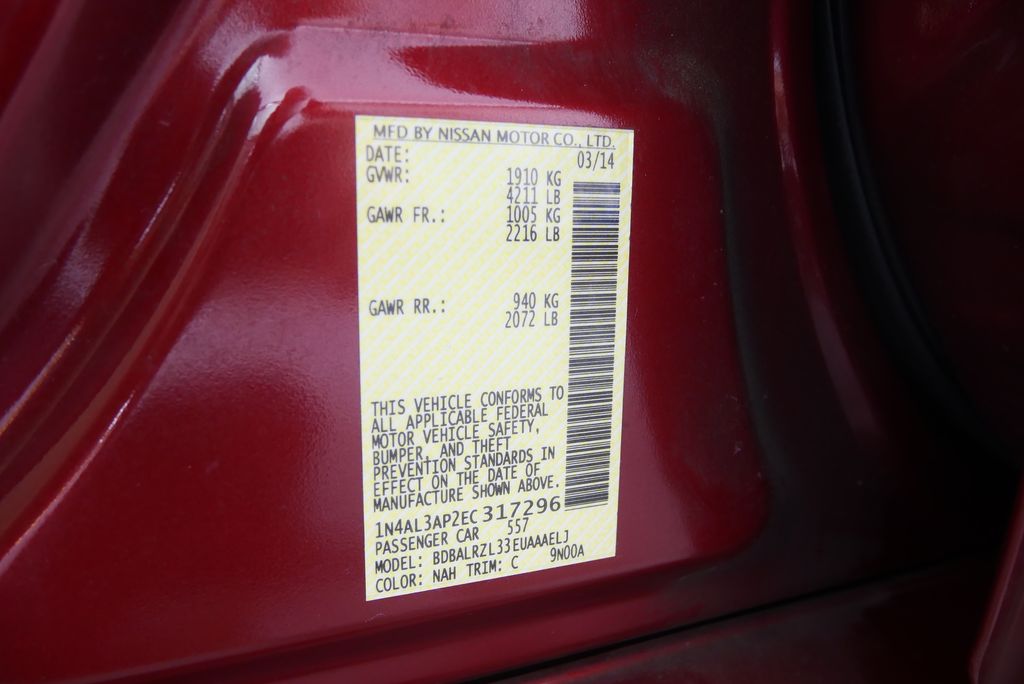 MFD BY NISSAN MOTOR CO., LTD.
DATE: 03/14
GVWR: 1910 KG
4211 LB
GAWR FR.: 1005 KG
2216 LB
GAWR RR.: 940 KG
2072 LB
THIS VEHICLE CONFORMS TO
ALL APPLICABLE FEDERAL
MOTOR VEHICLE SAFETY,
BUMPER, AND THEFT
PREVENTION STANDARDS IN
EFFECT ON THE DATE OF
MANUFACTURE SHOWN ABOVE.
1N4AL3AP2EC317296
PASSENGER CAR 557
MODEL: BDBALRZL33EUAAAELJ
COLOR: NAH TRIM: C 9N00A